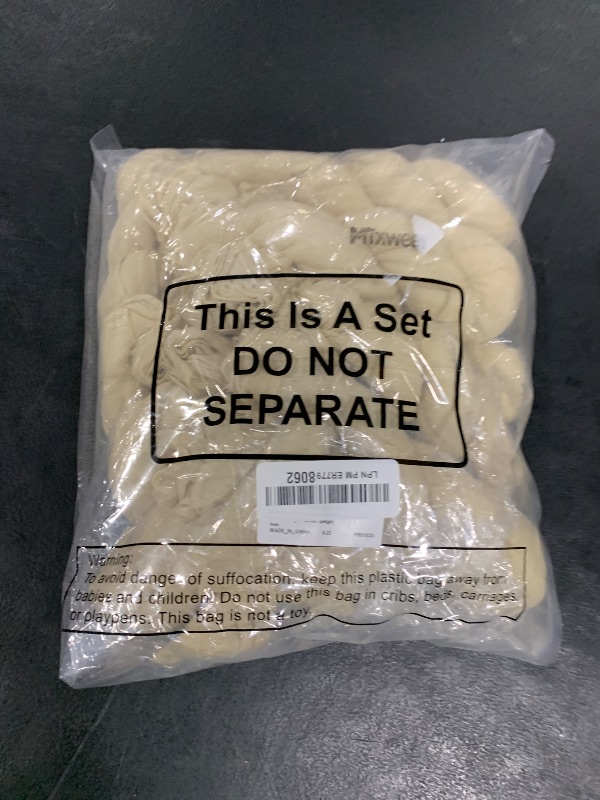 Mixwee
This Is A Set
DO NOT
SEPARATE
LPN PM ER7798062
MADE IN CHINA
Warning:
To avoid danger of suffocation, keep this plastic bag away from
babies and children. Do not use this bag in cribs, beds, carriages
or playpens. This bag is not a toy.